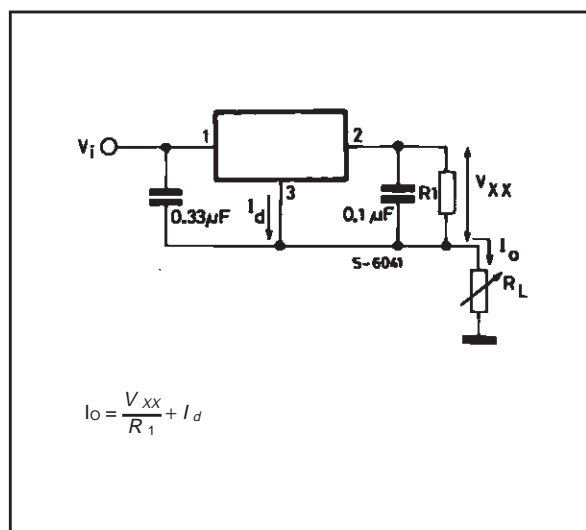 1
2
Vi
3
0.33µF
Id
0.1µF
R1
VXX
S-6041
Io
RL
IO = VXX / R1 + Id